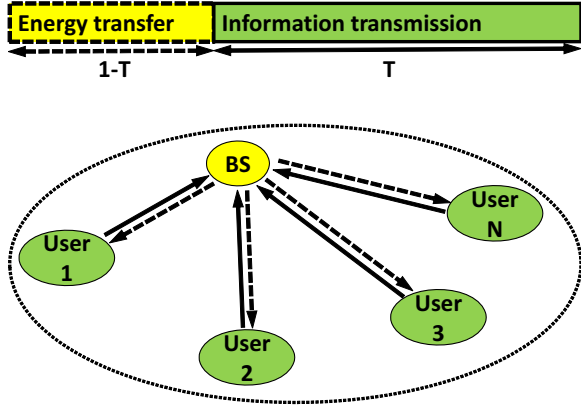 Energy transfer
Information transmission
1-T
T
BS
User
N
User
1
User
3
User
2